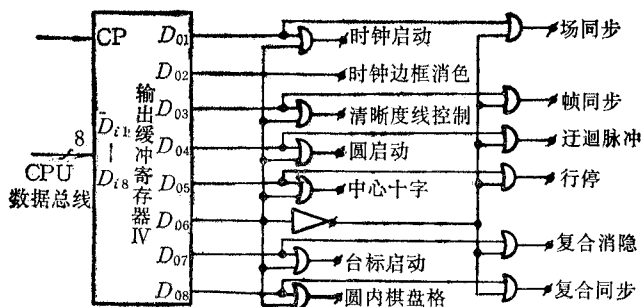 CP
8
CPU
数据总线
D̄i1
Di8
输出缓冲寄存器Ⅳ
D01
D02
D03
D04
D05
D06
D07
D08
时钟启动
时钟边框消色
清晰度线控制
圆启动
中心十字
台标启动
圆内棋盘格
场同步
帧同步
迂迴脉冲
行停
复合消隐
复合同步